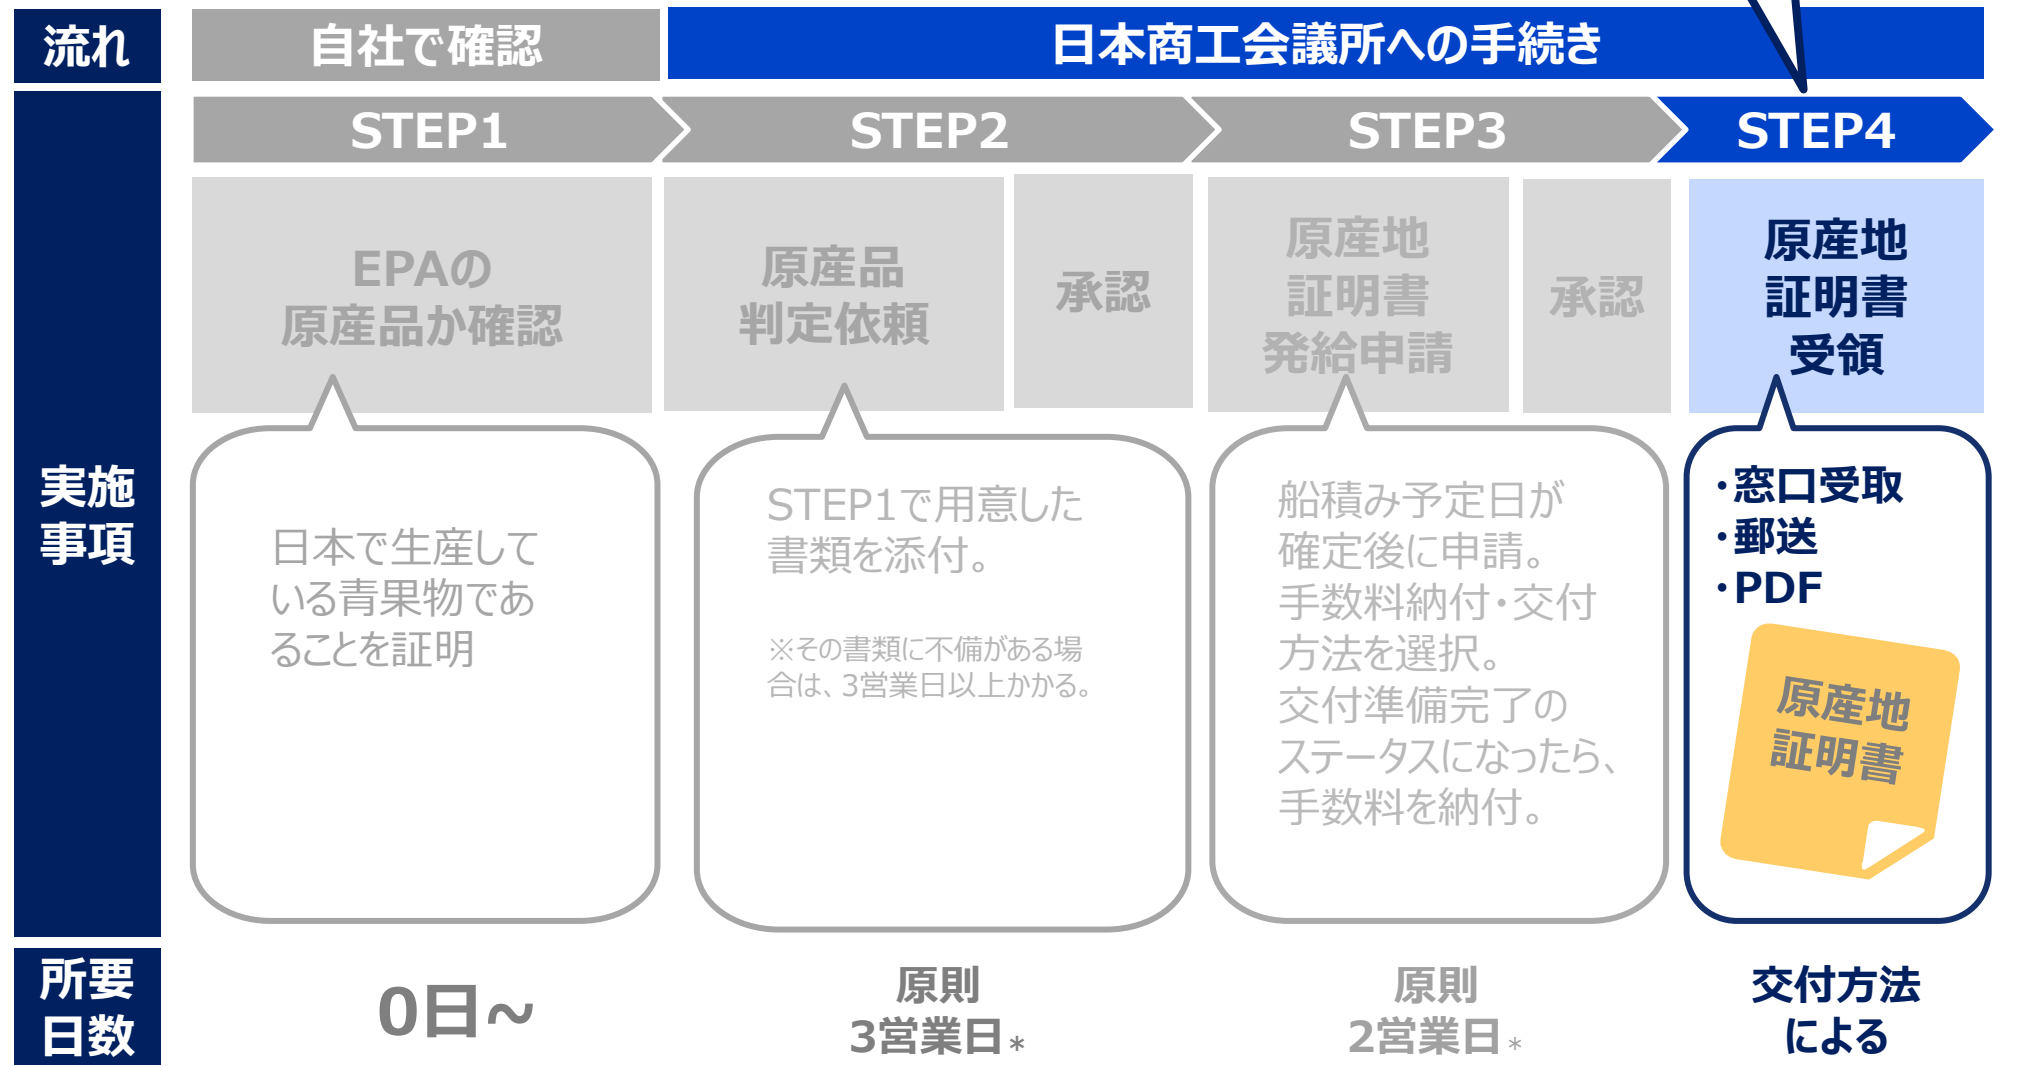 流れ
自社で確認
日本商工会議所への手続き
実施
事項
STEP1
STEP2
STEP3
STEP4
EPAの
原産品か確認
原産品
判定依頼
承認
原産地
証明書
発給申請
承認
原産地
証明書
受領
日本で生産して
いる青果物であ
ることを証明
STEP1で用意した
書類を添付。
※その書類に不備がある場
合は、3営業日以上かかる。
船積み予定日が
確定後に申請。
手数料納付・交付
方法を選択。
交付準備完了の
ステータスになったら、
手数料を納付。
・窓口受取
・郵送
・PDF
原産地
証明書
所要
日数
0日~
原則
3営業日*
原則
2営業日*
交付方法
による